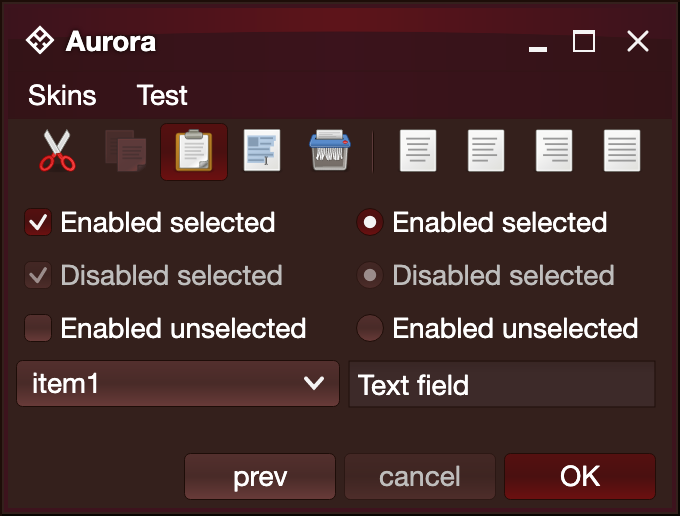 Aurora
Skins Test
Enabled selected Enabled selected
Disabled selected Disabled selected
Enabled unselected Enabled unselected
item1 Text field
prev cancel OK